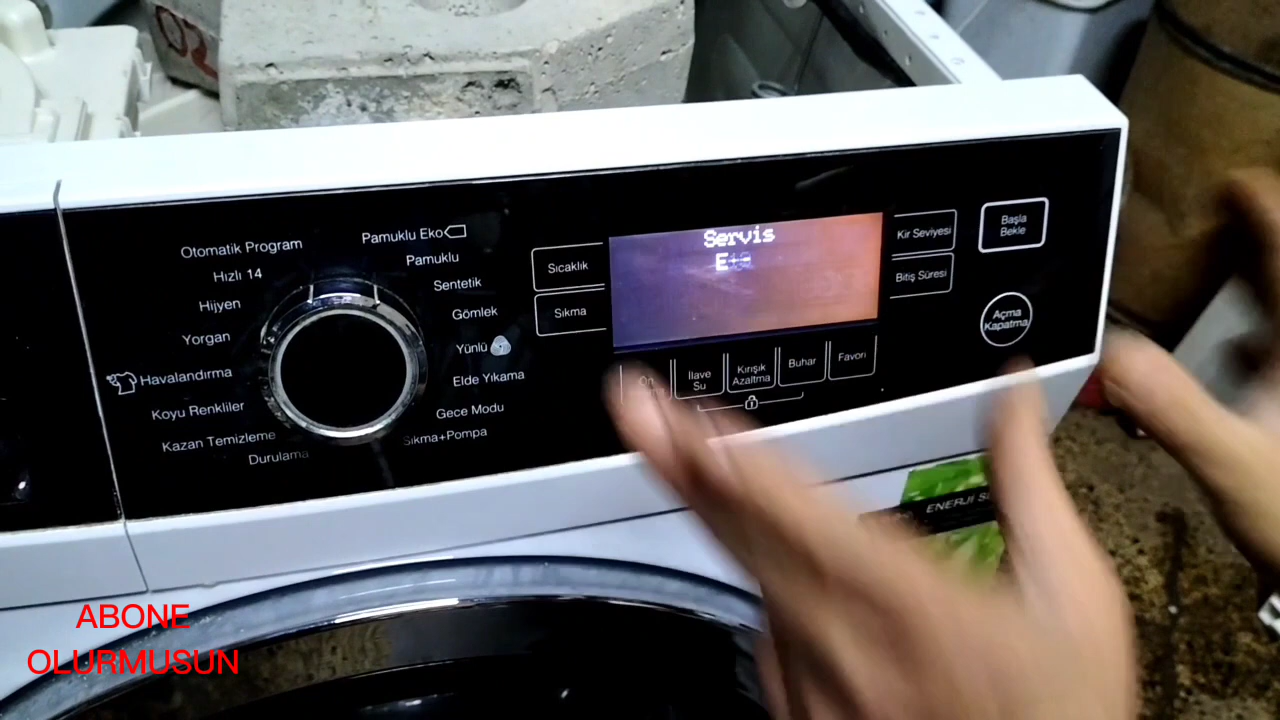 Otomatik Program
Hızlı 14
Hijyen
Yorgan
Havalandırma
Koyu Renkliler
Kazan Temizleme
Durulama
Pamuklu Eko
Pamuklu
Sentetik
Gömlek
Yünlü
Elde Yıkama
Gece Modu
Sıkma+Pompa
Sıcaklık
Sıkma
Servis
Kir Seviyesi
Bitiş Süresi
Başla
Bekle
Açma
Kapatma
Ön
İlave
Su
Kırışık
Azaltma
Buhar
Favori
ENERJİ
ABONE
OLURMUSUN